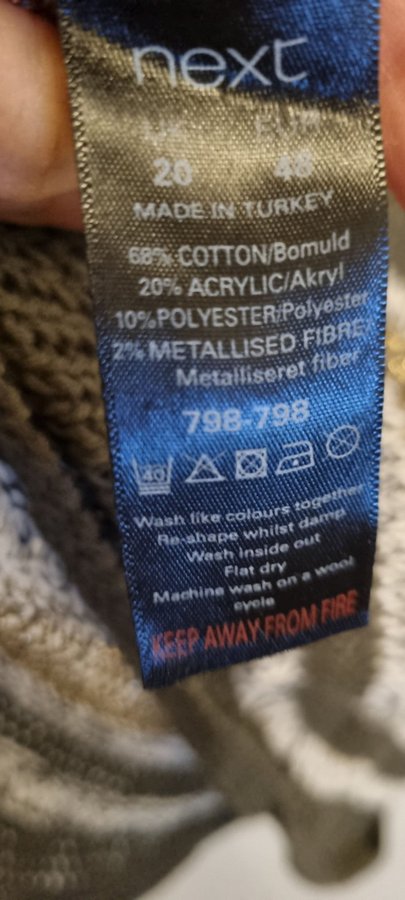 next
UK EUR
20 48
MADE IN TURKEY
68% COTTON/Bomuld
20% ACRYLIC/Akryl
10%POLYESTER/Polyester
2% METALLISED FIBRE
Metalliseret fiber
798-798
40
Wash like colours together
Re-shape whilst damp
Wash Inside out
Flat dry
Machine wash on a wool
cycle
KEEP AWAY FROM FIRE